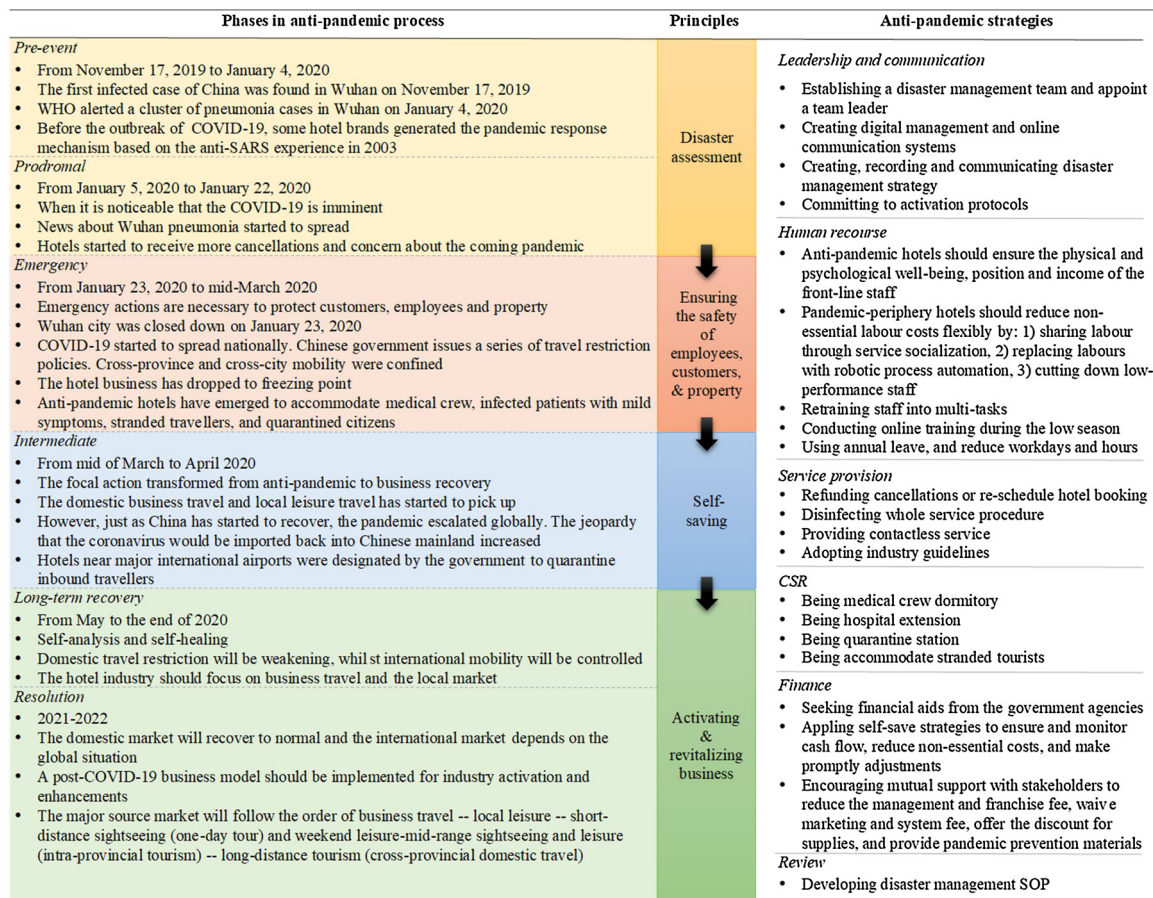 Phases in anti-pandemic process
Principles
Anti-pandemic strategies
Pre-event
• From November 17, 2019 to January 4, 2020
• The first infected case of China was found in Wuhan on November 17, 2019
• WHO alerted a cluster of pneumonia cases in Wuhan on January 4, 2020
• Before the outbreak of COVID-19, some hotel brands generated the pandemic response
mechanism based on the anti-SARS experience in 2003
Prodromal
• From January 5, 2020 to January 22, 2020
• When it is noticeable that the COVID-19 is imminent
• News about Wuhan pneumonia started to spread
• Hotels started to receive more cancellations and concern about the coming pandemic
Emergency
• From January 23, 2020 to mid-March 2020
• Emergency actions are necessary to protect customers, employees and property
• Wuhan city was closed down on January 23, 2020
• COVID-19 started to spread nationally. Chinese government issues a series of travel restriction
policies. Cross-province and cross-city mobility were confined
• The hotel business has dropped to freezing point
• Anti-pandemic hotels have emerged to accommodate medical crew, infected patients with mild
symptoms, stranded travellers, and quarantined citizens
Intermediate
• From mid of March to April 2020
• The focal action transformed from anti-pandemic to business recovery
• The domestic business travel and local leisure travel has started to pick up
• However, just as China has started to recover, the pandemic escalated globally. The jeopardy
that the coronavirus would be imported back into Chinese mainland increased
• Hotels near major international airports were designated by the government to quarantine
inbound travellers
Long-term recovery
• From May to the end of 2020
• Self-analysis and self-healing
• Domestic travel restriction will be weakening, whilst international mobility will be controlled
• The hotel industry should focus on business travel and the local market
Resolution
• 2021-2022
• The domestic market will recover to normal and the international market depends on the
global situation
• A post-COVID-19 business model should be implemented for industry activation and
enhancements
• The major source market will follow the order of business travel -- local leisure -- short-
distance sightseeing (one-day tour) and weekend leisure-mid-range sightseeing and leisure
(intra-provincial tourism) -- long-distance tourism (cross-provincial domestic travel)
Disaster
assessment
Ensuring
the safety
of
employees,
customers,
& property
Self-
saving
Activating
&
revitalizing
business
Leadership and communication
• Establishing a disaster management team and appoint
a team leader
• Creating digital management and online
communication systems
• Creating, recording and communicating disaster
management strategy
• Committing to activation protocols
Human recourse
• Anti-pandemic hotels should ensure the physical and
psychological well-being, position and income of the
front-line staff
• Pandemic-periphery hotels should reduce non-
essential labour costs flexibly by: 1) sharing labour
through service socialization, 2) replacing labours
with robotic process automation, 3) cutting down low-
performance staff
• Retraining staff into multi-tasks
• Conducting online training during the low season
• Using annual leave, and reduce workdays and hours
Service provision
• Refunding cancellations or re-schedule hotel booking
• Disinfecting whole service procedure
• Providing contactless service
• Adopting industry guidelines
CSR
• Being medical crew dormitory
• Being hospital extension
• Being quarantine station
• Being accommodate stranded tourists
Finance
• Seeking financial aids from the government agencies
• Appling self-save strategies to ensure and monitor
cash flow, reduce non-essential costs, and make
promptly adjustments
• Encouraging mutual support with stakeholders to
reduce the management and franchise fee, waive
marketing and system fee, offer the discount for
supplies, and provide pandemic prevention materials
Review
• Developing disaster management SOP